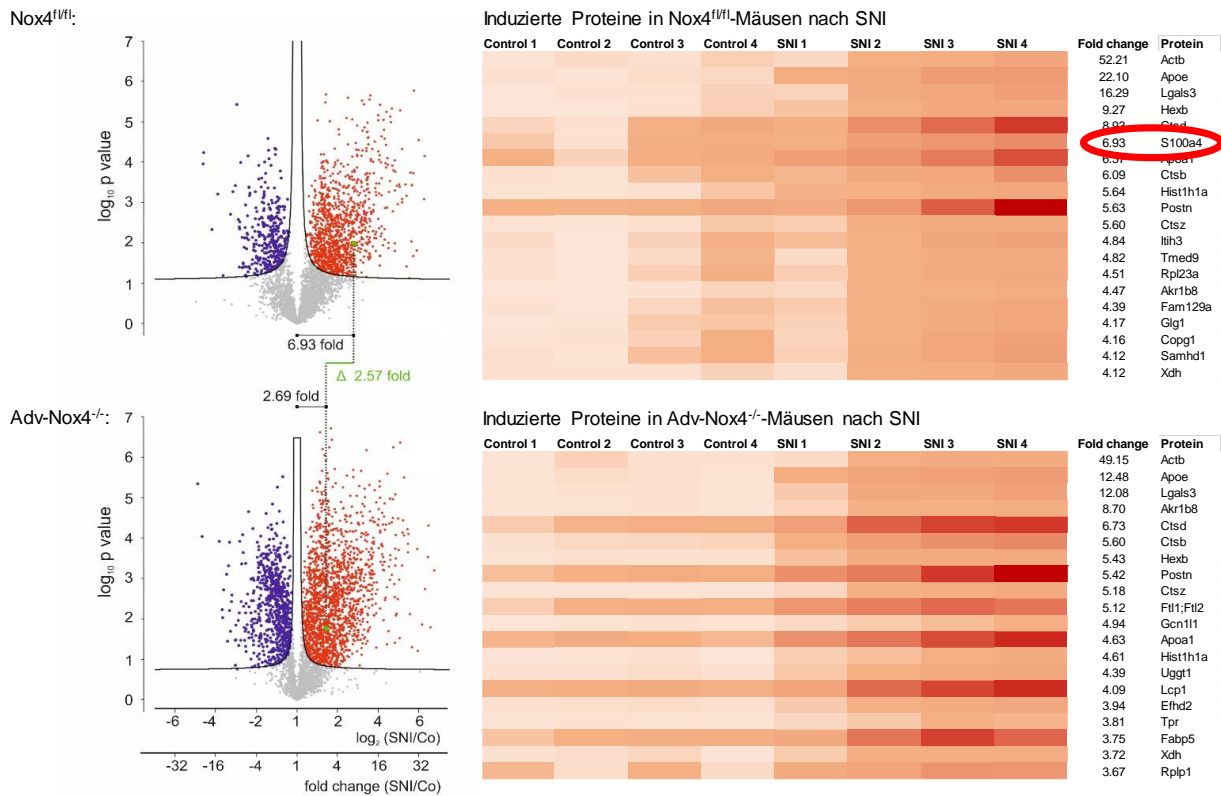 Nox4fl/fl:
7
6
5
4
3
2
1
0
log10 p value
6.93 fold
Δ 2.57 fold
2.69 fold
Induzierte Proteine in Nox4fl/fl-Mäusen nach SNI
Control 1 Control 2 Control 3 Control 4 SNI 1 SNI 2 SNI 3 SNI 4 Fold change Protein
52.21 Actb
22.10 Apoe
16.29 Lgals3
9.27 Hexb
8.93 Ctsd
6.93 S100a4
6.37 Apoa1
6.09 Ctsb
5.64 Hist1h1a
5.63 Postn
5.60 Ctsz
4.84 Itih3
4.82 Tmed9
4.51 Rpl23a
4.47 Akr1b8
4.39 Fam129a
4.17 Glg1
4.16 Copg1
4.12 Samhd1
4.12 Xdh
Adv-Nox4-/-:
7
6
5
4
3
2
1
0
log10 p value
-6 -4 -2 1 2 4 6
log2 (SNI/Co)
-32 -16 -4 1 4 16 32
fold change (SNI/Co)
Induzierte Proteine in Adv-Nox4-/--Mäusen nach SNI
Control 1 Control 2 Control 3 Control 4 SNI 1 SNI 2 SNI 3 SNI 4 Fold change Protein
49.15 Actb
12.48 Apoe
12.08 Lgals3
8.70 Akr1b8
6.73 Ctsd
5.60 Ctsb
5.43 Hexb
5.42 Postn
5.18 Ctsz
5.12 Ftl1;Ftl2
4.94 Gcn1l1
4.63 Apoa1
4.61 Hist1h1a
4.39 Uggt1
4.09 Lcp1
3.94 Efhd2
3.81 Tpr
3.75 Fabp5
3.72 Xdh
3.67 Rplp1